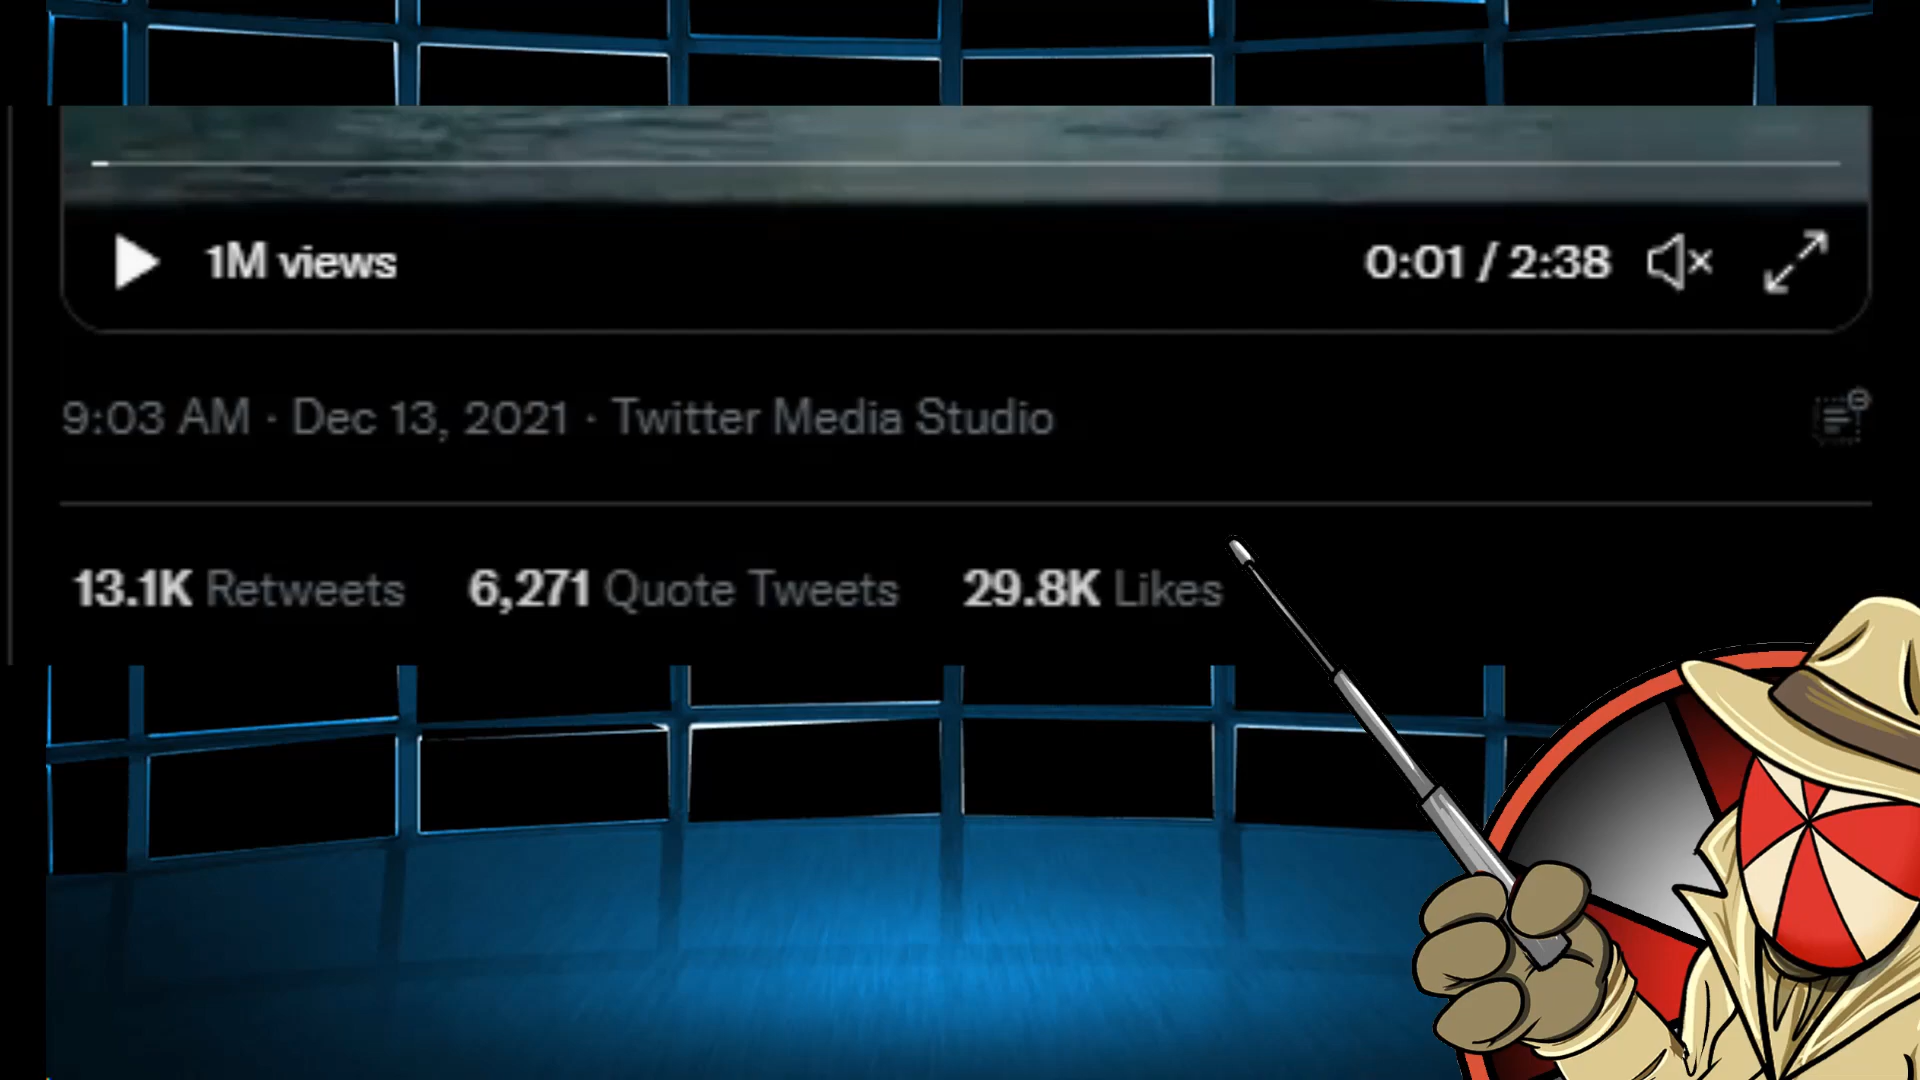 1M views 0:01 / 2:38
9:03 AM · Dec 13, 2021 · Twitter Media Studio
13.1K Retweets 6,271 Quote Tweets 29.8K Likes